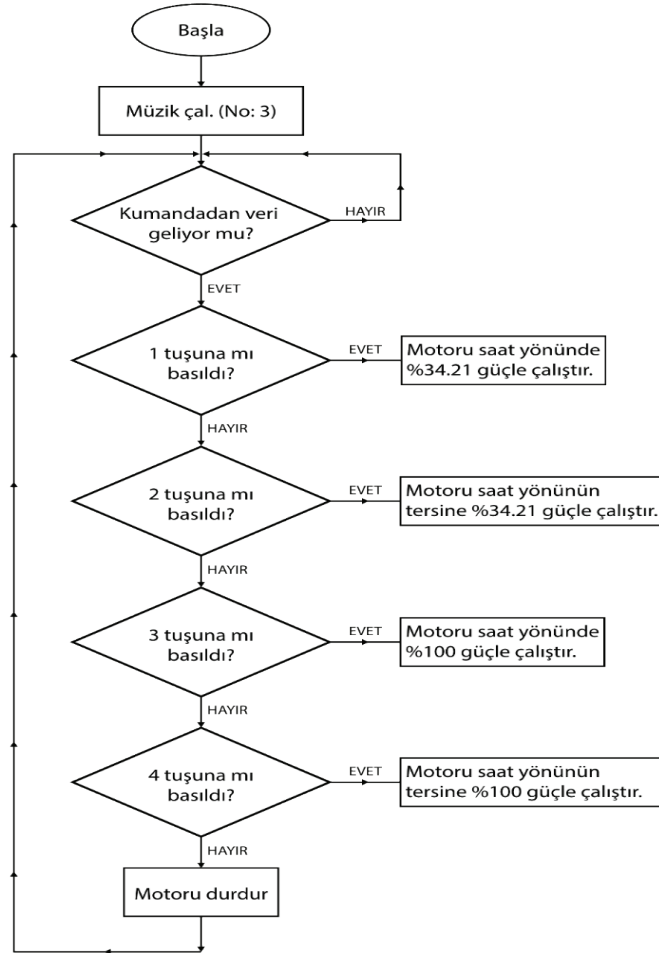 Başla
Müzik çal. (No: 3)
Kumandadan veri
geliyor mu?
HAYIR
EVET
1 tuşuna mı
basıldı?
EVET
Motoru saat yönünde
%34.21 güçle çalıştır.
HAYIR
2 tuşuna mı
basıldı?
EVET
Motoru saat yönünün
tersine %34.21 güçle çalıştır.
HAYIR
3 tuşuna mı
basıldı?
EVET
Motoru saat yönünde
%100 güçle çalıştır.
HAYIR
4 tuşuna mı
basıldı?
EVET
Motoru saat yönünün
tersine %100 güçle çalıştır.
HAYIR
Motoru durdur